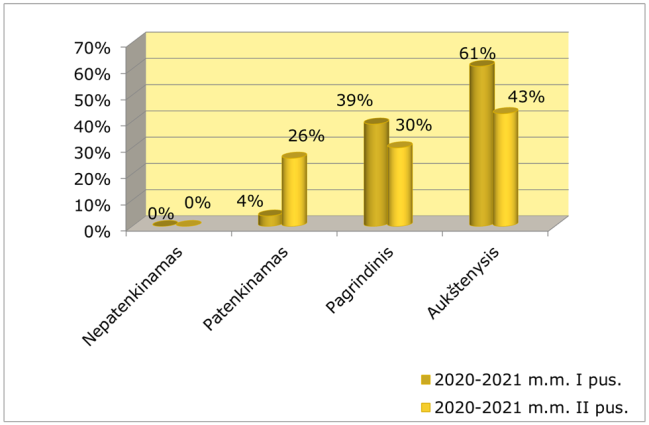 70%
60%
50%
40%
30%
20%
10%
0%
0%
0%
4%
26%
39%
30%
61%
43%
Nepatenkinamas
Patenkinamas
Pagrindinis
Aukštenysis
2020-2021 m.m. I pus.
2020-2021 m.m. II pus.